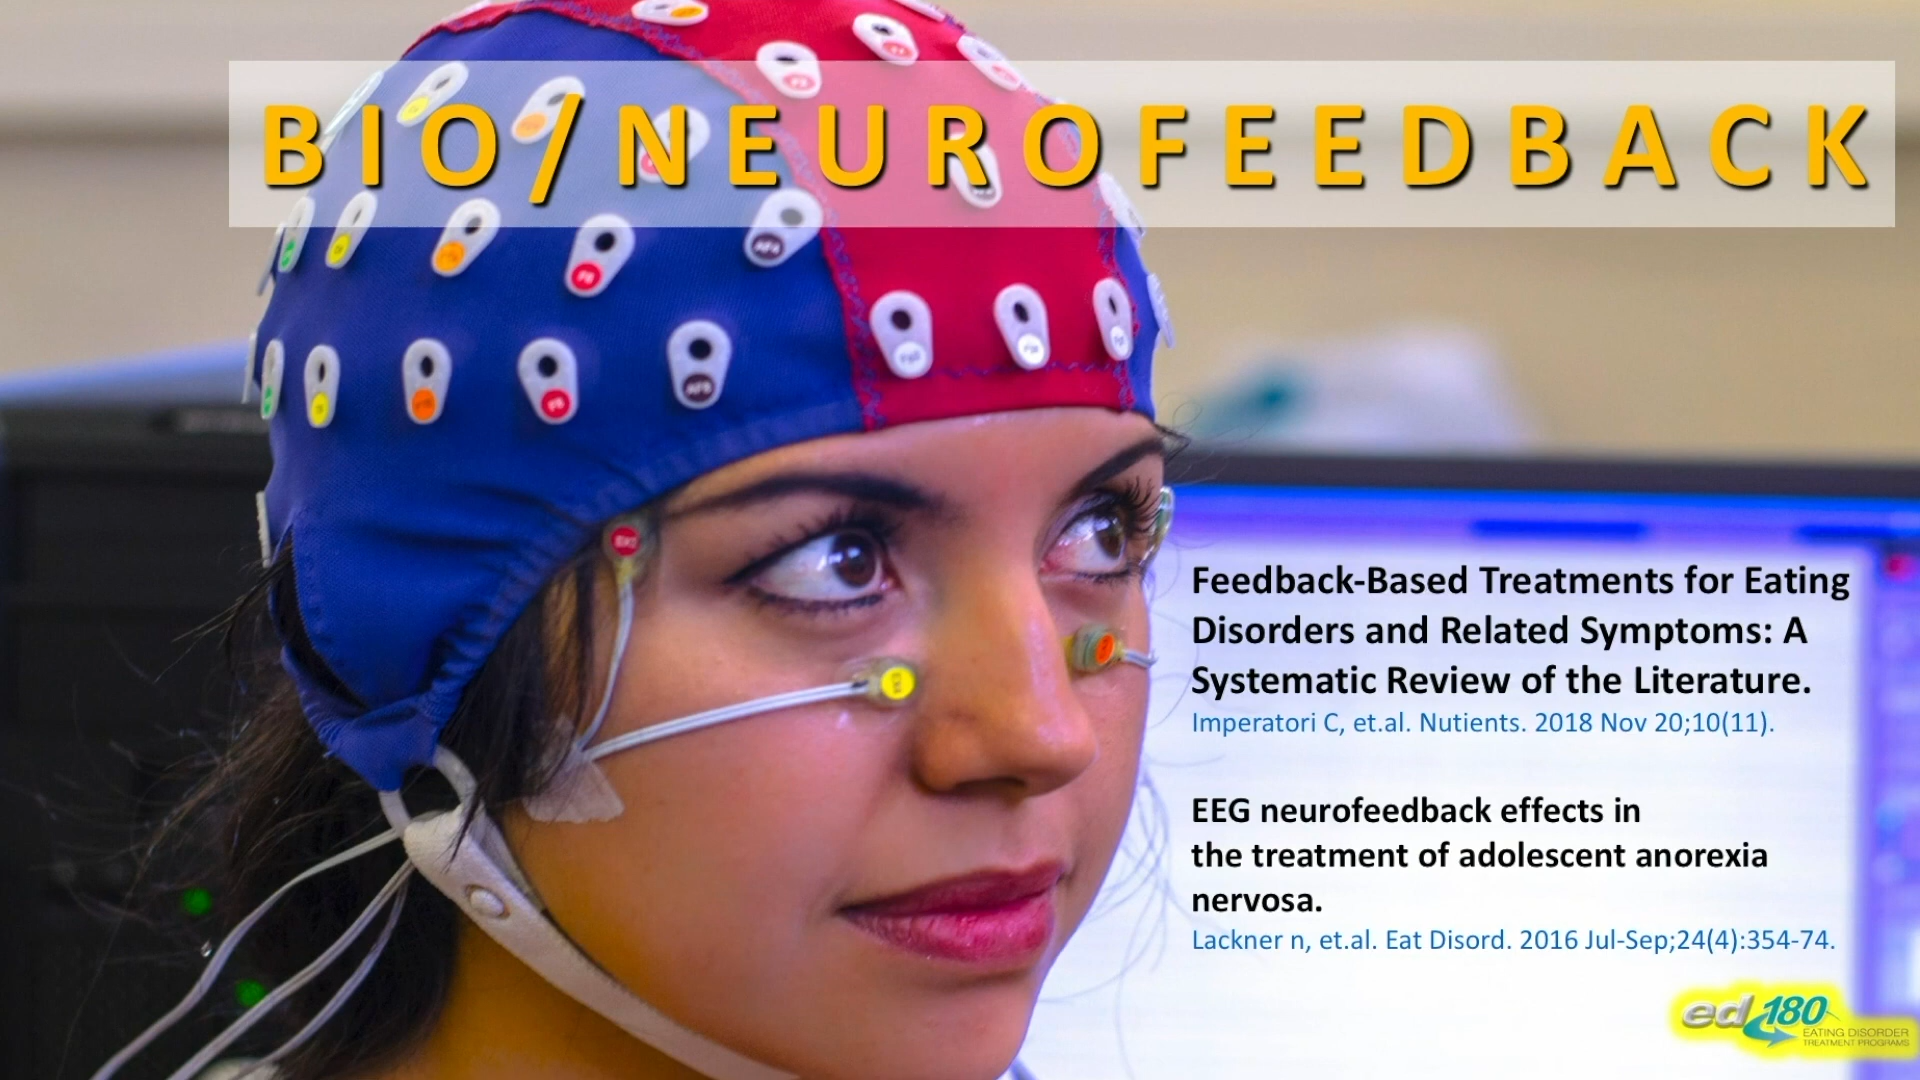 BIO/NEUROFEEDBACK
Feedback-Based Treatments for Eating
Disorders and Related Symptoms: A
Systematic Review of the Literature.
Imperatori C, et.al. Nutients. 2018 Nov 20;10(11).
EEG neurofeedback effects in
the treatment of adolescent anorexia
nervosa.
Lackner n, et.al. Eat Disord. 2016 Jul-Sep;24(4):354-74.
ed 180
EATING DISORDER
TREATMENT PROGRAMS